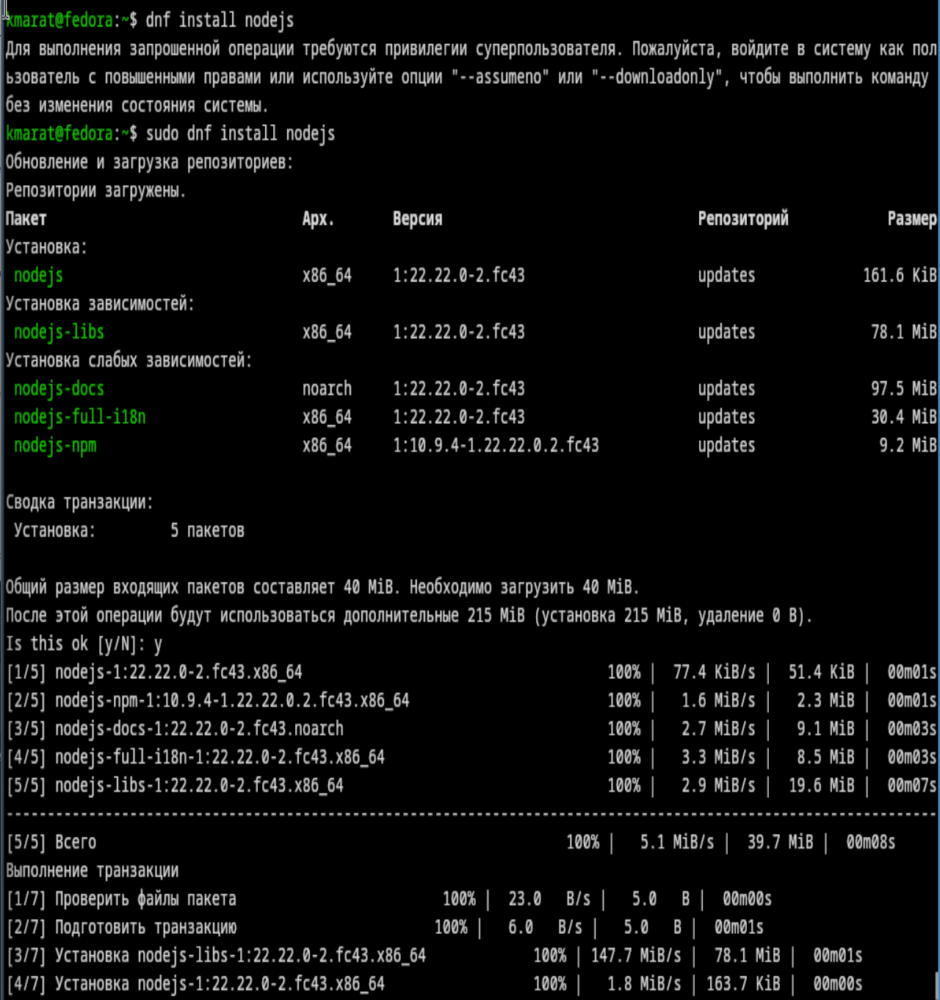 kmarat@fedora:~$ dnf install nodejs
Для выполнения запрошенной операции требуются привилегии суперпользователя. Пожалуйста, войдите в систему как пол
ьзователь с повышенными правами или используйте опции "--assumeno" или "--downloadonly", чтобы выполнить команду
без изменения состояния системы.
kmarat@fedora:~$ sudo dnf install nodejs
Обновление и загрузка репозиториев:
Репозитории загружены.
Пакет Арх. Версия Репозиторий Размер
Установка:
nodejs x86_64 1:22.22.0-2.fc43 updates 161.6 KiB
Установка зависимостей:
nodejs-libs x86_64 1:22.22.0-2.fc43 updates 78.1 MiB
Установка слабых зависимостей:
nodejs-docs noarch 1:22.22.0-2.fc43 updates 97.5 MiB
nodejs-full-i18n x86_64 1:22.22.0-2.fc43 updates 30.4 MiB
nodejs-npm x86_64 1:10.9.4-1.22.22.0.2.fc43 updates 9.2 MiB
Сводка транзакции:
Установка: 5 пакетов
Общий размер входящих пакетов составляет 40 MiB. Необходимо загрузить 40 MiB.
После этой операции будут использоваться дополнительные 215 MiB (установка 215 MiB, удаление 0 B).
Is this ok [y/N]: y
[1/5] nodejs-1:22.22.0-2.fc43.x86_64 100% | 77.4 KiB/s | 51.4 KiB | 00m01s
[2/5] nodejs-npm-1:10.9.4-1.22.22.0.2.fc43.x86_64 100% | 1.6 MiB/s | 2.3 MiB | 00m01s
[3/5] nodejs-docs-1:22.22.0-2.fc43.noarch 100% | 2.7 MiB/s | 9.1 MiB | 00m03s
[4/5] nodejs-full-i18n-1:22.22.0-2.fc43.x86_64 100% | 3.3 MiB/s | 8.5 MiB | 00m03s
[5/5] nodejs-libs-1:22.22.0-2.fc43.x86_64 100% | 2.9 MiB/s | 19.6 MiB | 00m07s
-----------------------------------------------------------------------------------------------------------------
[5/5] Всего 100% | 5.1 MiB/s | 39.7 MiB | 00m08s
Выполнение транзакции
[1/7] Проверить файлы пакета 100% | 23.0 B/s | 5.0 B | 00m00s
[2/7] Подготовить транзакцию 100% | 6.0 B/s | 5.0 B | 00m01s
[3/7] Установка nodejs-libs-1:22.22.0-2.fc43.x86_64 100% | 147.7 MiB/s | 78.1 MiB | 00m01s
[4/7] Установка nodejs-1:22.22.0-2.fc43.x86_64 100% | 1.8 MiB/s | 163.7 KiB | 00m00s